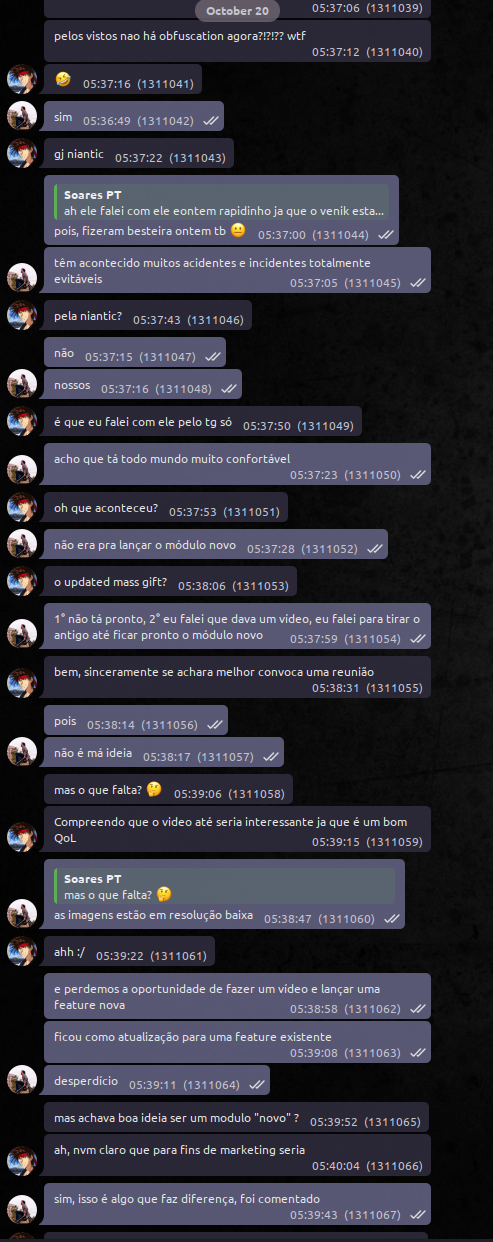 05:37:06 (1311039)
October 20
pelos vistos nao há obfuscation agora?!?!?? wtf
05:37:12 (1311040)
🤣 05:37:16 (1311041)
sim 05:36:49 (1311042)
gj niantic 05:37:22 (1311043)
Soares PT
ah ele falei com ele eontem rapidinho ja que o venik esta...
pois, fizeram besteira ontem tb 😐 05:37:00 (1311044)
têm acontecido muitos acidentes e incidentes totalmente
evitáveis 05:37:05 (1311045)
pela niantic? 05:37:43 (1311046)
não 05:37:15 (1311047)
nossos 05:37:16 (1311048)
é que eu falei com ele pelo tg só 05:37:50 (1311049)
acho que tá todo mundo muito confortável
05:37:23 (1311050)
oh que aconteceu? 05:37:53 (1311051)
não era pra lançar o módulo novo 05:37:28 (1311052)
o updated mass gift? 05:38:06 (1311053)
1° não tá pronto, 2° eu falei que dava um vídeo, eu falei para tirar o
antigo até ficar pronto o módulo novo 05:37:59 (1311054)
bem, sinceramente se achara melhor convoca uma reunião
05:38:31 (1311055)
pois 05:38:14 (1311056)
não é má ideia 05:38:17 (1311057)
mas o que falta? 🤔 05:39:06 (1311058)
Compreendo que o video até seria interessante ja que é um bom
QoL 05:39:15 (1311059)
Soares PT
mas o que falta? 🤔
as imagens estão em resolução baixa 05:38:47 (1311060)
ahh :/ 05:39:22 (1311061)
e perdemos a oportunidade de fazer um vídeo e lançar uma
feature nova 05:38:58 (1311062)
ficou como atualização para uma feature existente
05:39:08 (1311063)
desperdício 05:39:11 (1311064)
mas achava boa ideia ser um modulo "novo" ? 05:39:52 (1311065)
ah, nvm claro que para fins de marketing seria
05:40:04 (1311066)
sim, isso é algo que faz diferença, foi comentado
05:39:43 (1311067)